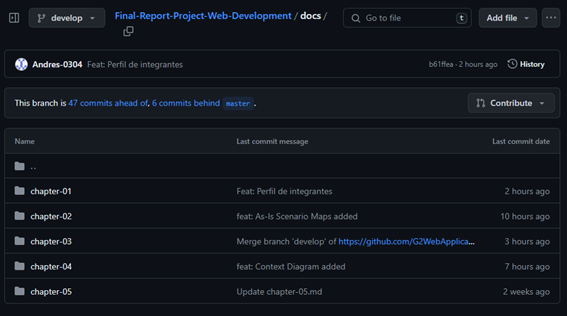 develop Final-Report-Project-Web-Development / docs / Go to file t Add file
Andres-0304 Feat: Perfil de integrantes b61ffea · 2 hours ago History
This branch is 47 commits ahead of, 6 commits behind master . Contribute
Name Last commit message Last commit date
..
chapter-01 Feat: Perfil de integrantes 2 hours ago
chapter-02 feat: As-Is Scenario Maps added 10 hours ago
chapter-03 Merge branch 'develop' of https://github.com/G2WebApplica... 3 hours ago
chapter-04 feat: Context Diagram added 7 hours ago
chapter-05 Update chapter-05.md 2 weeks ago